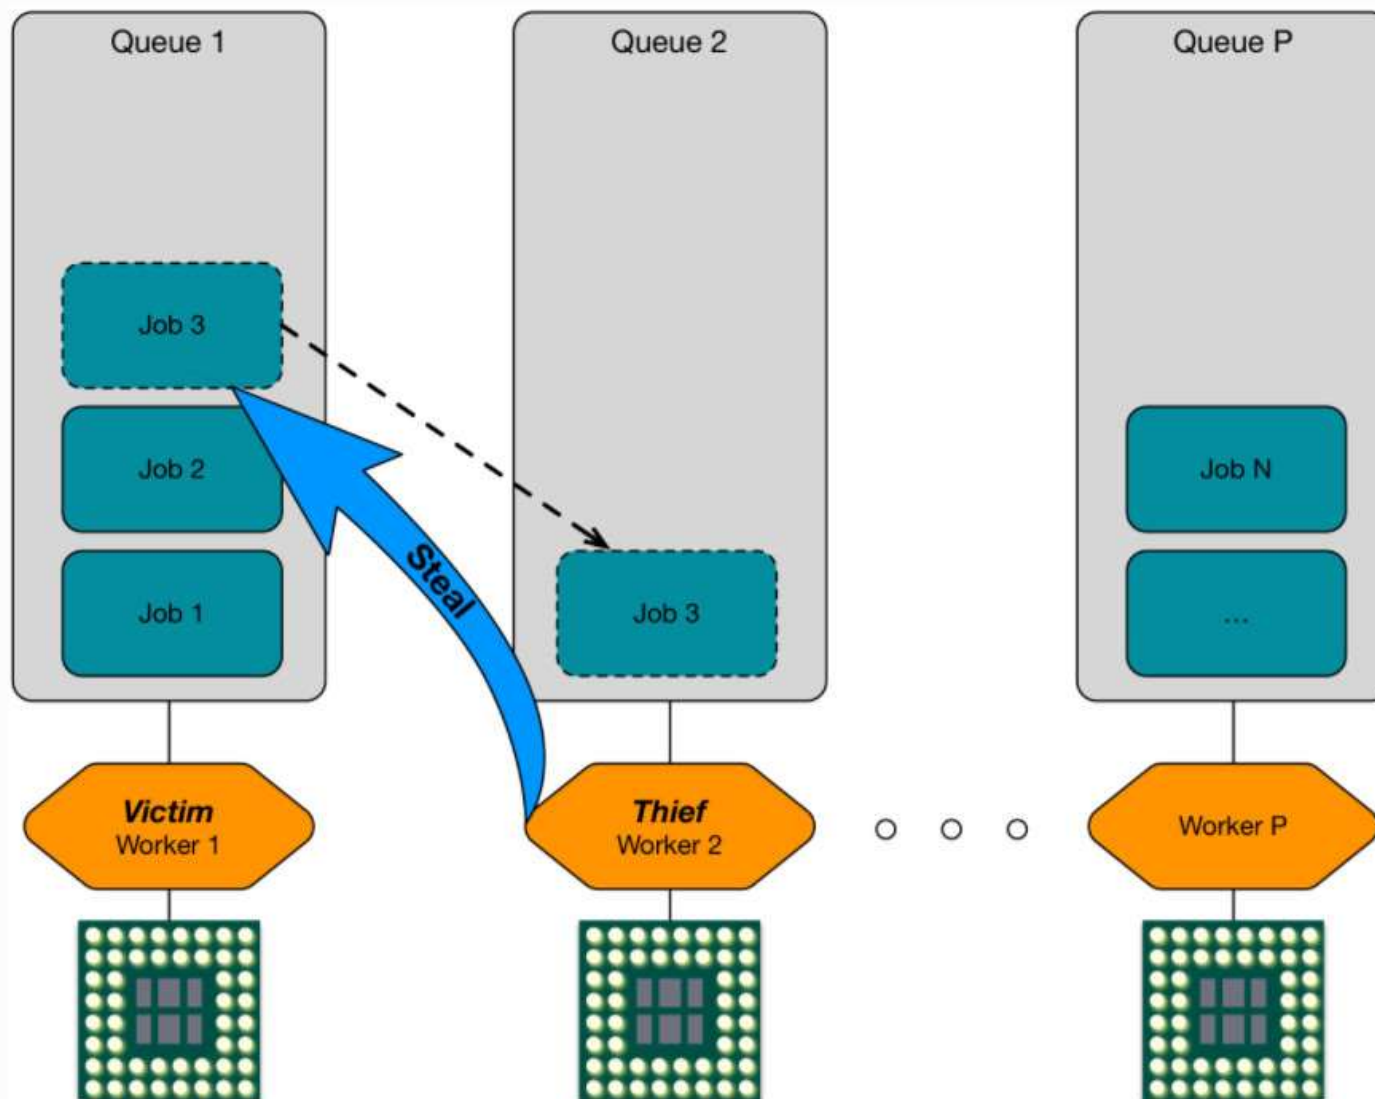 Queue 1
Queue 2
Queue P
Job 3
Job 2
Job N
Steal
Job 1
Job 3
...
Victim
Worker 1
Thief
Worker 2
Worker P